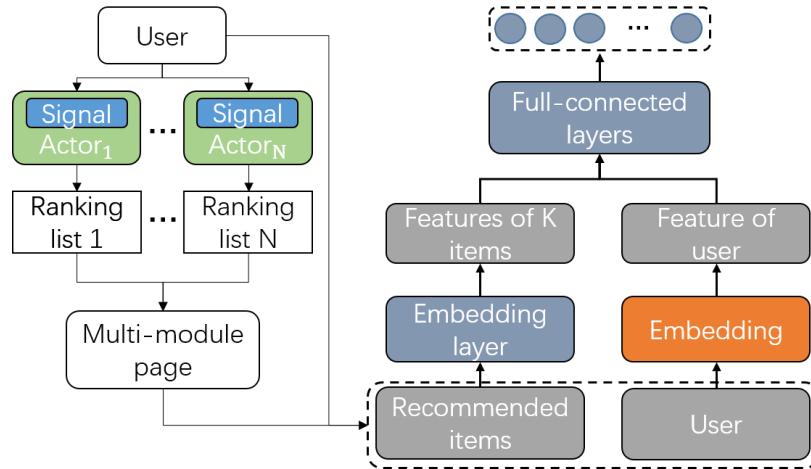 User
Signal
Actor₁
...
Signal
Actor_N
Ranking
list 1
...
Ranking
list N
Multi-module
page
...
Full-connected
layers
Features of K
items
Feature of
user
Embedding
layer
Embedding
Recommended
items
User